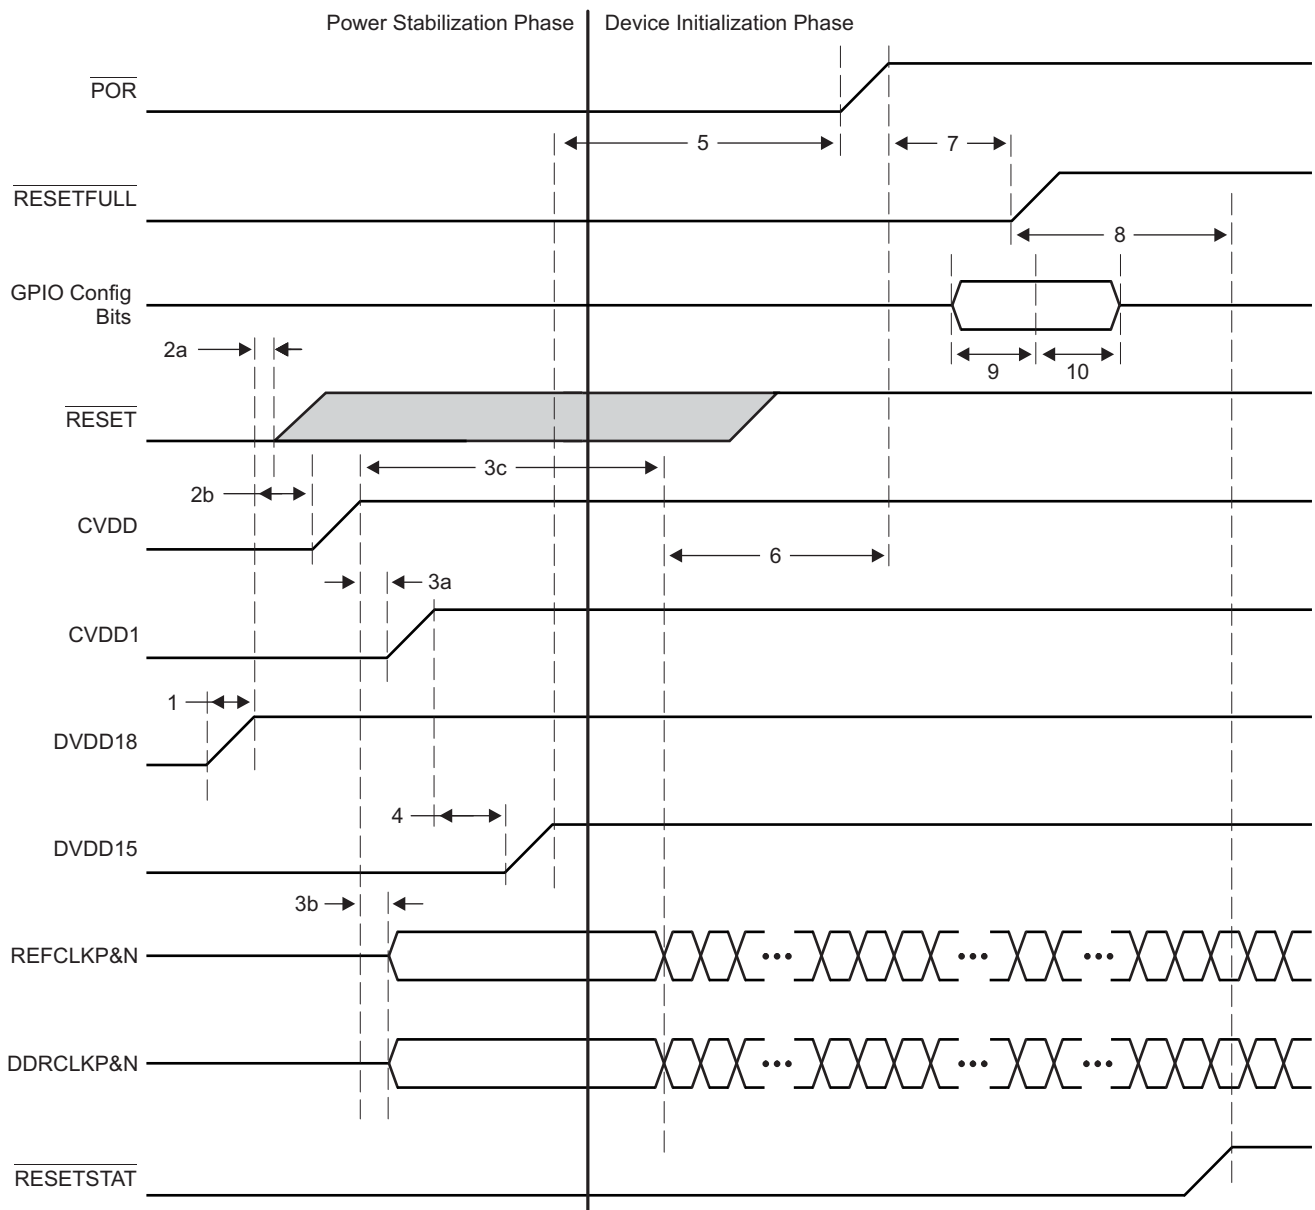 Power Stabilization Phase
Device Initialization Phase
POR
5
7
RESETFULL
8
GPIO Config
Bits
2a
9
10
RESET
3c
2b
CVDD
6
3a
CVDD1
1
DVDD18
4
DVDD15
3b
REFCLKP&N
DDRCLKP&N
RESETSTAT